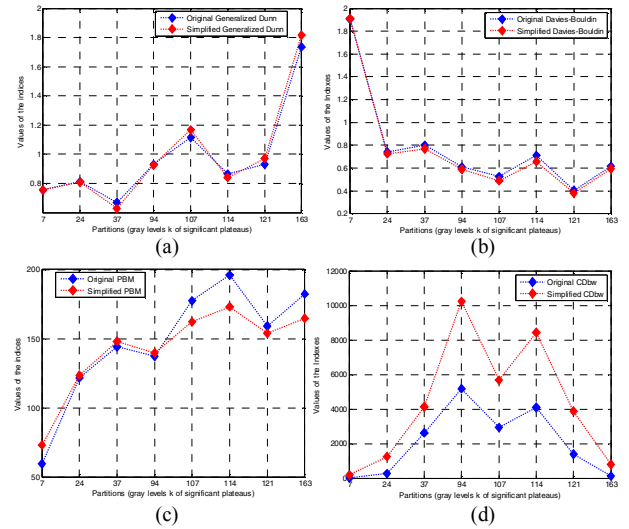 Original Generalized Dunn
Simplified Generalized Dunn
Values of the indices
2
1.8
1.6
1.4
1.2
1
0.8
7 24 37 94 107 114 121 163
Partitions (gray levels k of significant plateaus)
(a)
Original Davies-Bouldin
Simplified Davies-Bouldin
Values of the Indexes
2
1.8
1.6
1.4
1.2
1
0.8
0.6
0.4
0.2
7 24 37 94 107 114 121 163
Partitions (gray levels k of significant plateaus)
(b)
Original PBM
Simplified PBM
Values of the indices
200
150
100
50
7 24 37 94 107 114 121 163
Partitions (gray levels k of significant plateaus)
(c)
Original CDbw
Simplified CDbw
Values of the Indexes
12000
10000
8000
6000
4000
2000
0
7 24 37 94 107 114 121 163
Partitions (gray levels k of significant plateaus)
(d)